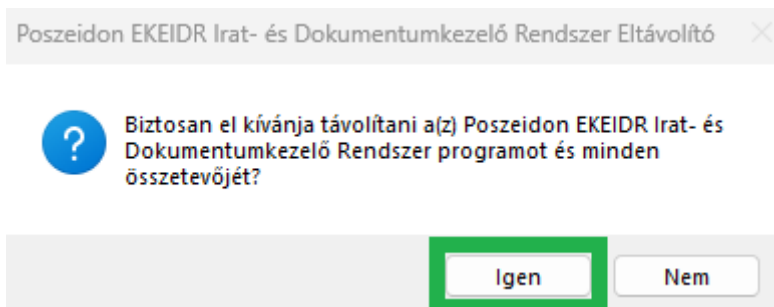 Poszeidon EKEIDR Irat- és Dokumentumkezelő Rendszer Eltávolító
Biztosan el kívánja távolítani a(z) Poszeidon EKEIDR Irat- és
Dokumentumkezelő Rendszer programot és minden
összetevőjét?
Igen
Nem